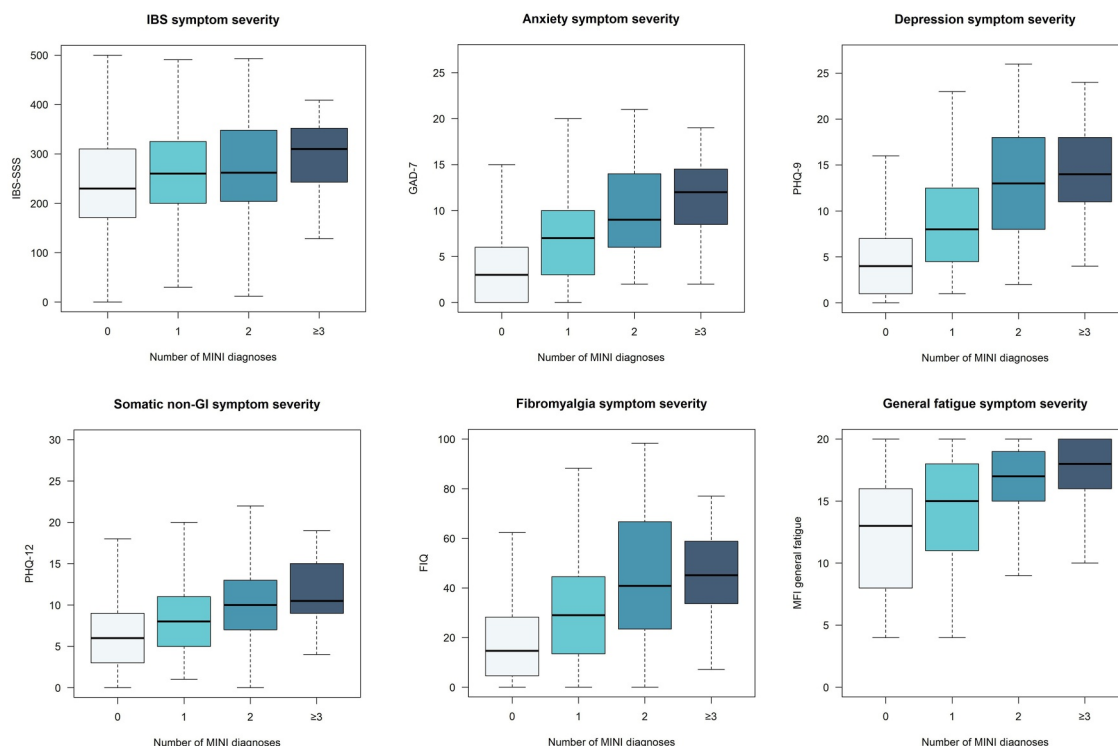 IBS symptom severity
500
400
300
200
100
0
IBS-SSS
0 1 2 ≥3
Number of MINI diagnoses
Anxiety symptom severity
25
20
15
10
5
0
GAD-7
0 1 2 ≥3
Number of MINI diagnoses
Depression symptom severity
25
20
15
10
5
0
PHQ-9
0 1 2 ≥3
Number of MINI diagnoses
Somatic non-GI symptom severity
30
25
20
15
10
5
0
PHQ-12
0 1 2 ≥3
Number of MINI diagnoses
Fibromyalgia symptom severity
100
80
60
40
20
0
FIQ
0 1 2 ≥3
Number of MINI diagnoses
General fatigue symptom severity
20
15
10
5
0
MFI general fatigue
0 1 2 ≥3
Number of MINI diagnoses